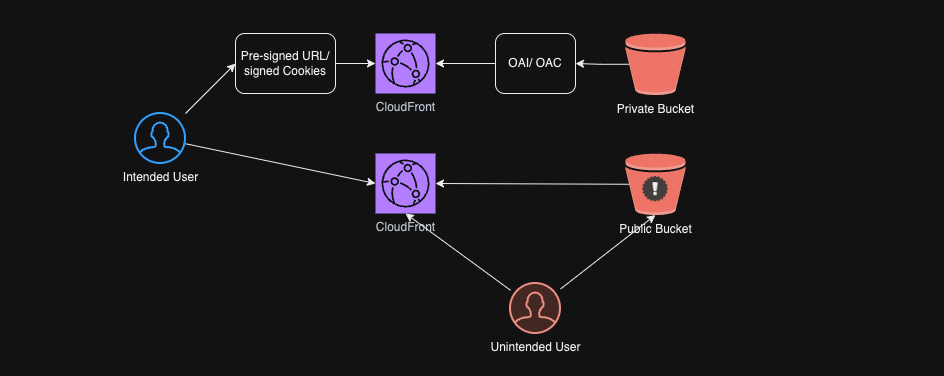 Pre-signed URL/
signed Cookies
OAI/ OAC
CloudFront
Private Bucket
Intended User
!
CloudFront
Public Bucket
Unintended User